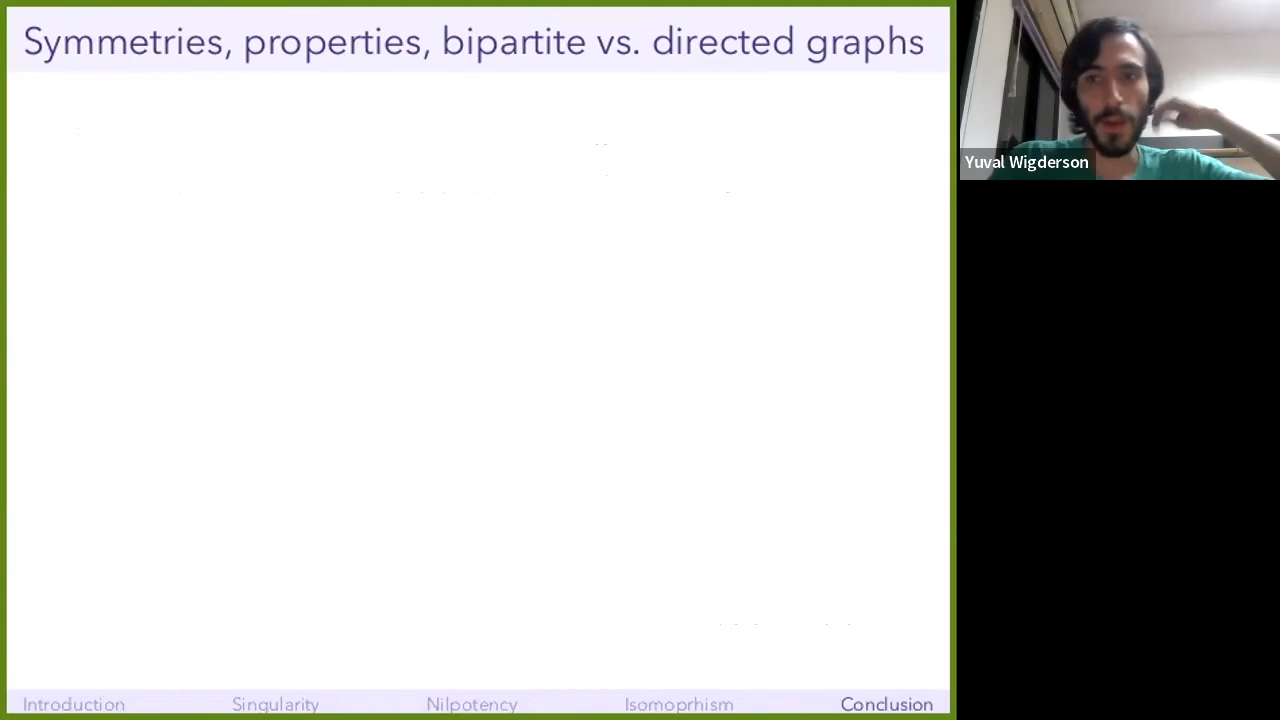 Symmetries, properties, bipartite vs. directed graphs
Yuval Wigderson
Introduction Singularity Nilpotency Isomoprhism Conclusion